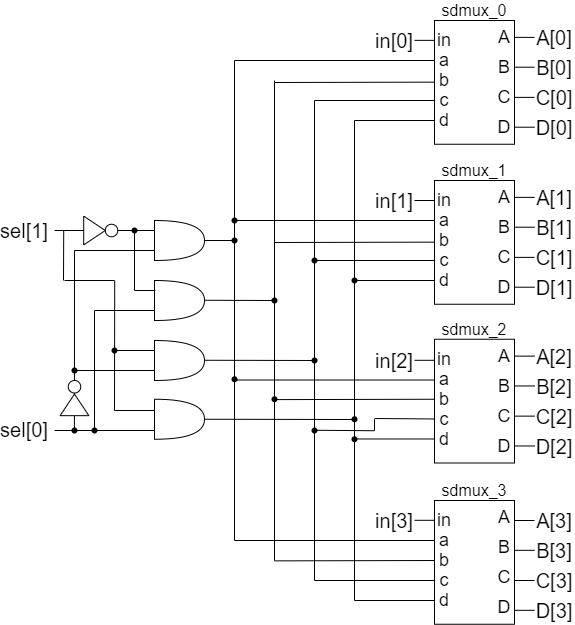 sdmux_0
in[0] in A A[0]
a
B B[0]
b
C C[0]
c
d D D[0]
sdmux_1
in[1] in A A[1]
a
B B[1]
b
C C[1]
c
d D D[1]
sel[1]
sdmux_2
in[2] in A A[2]
a
B B[2]
b
C C[2]
c
d D D[2]
sel[0]
sdmux_3
in[3] in A A[3]
a
B B[3]
b
C C[3]
c
d D D[3]